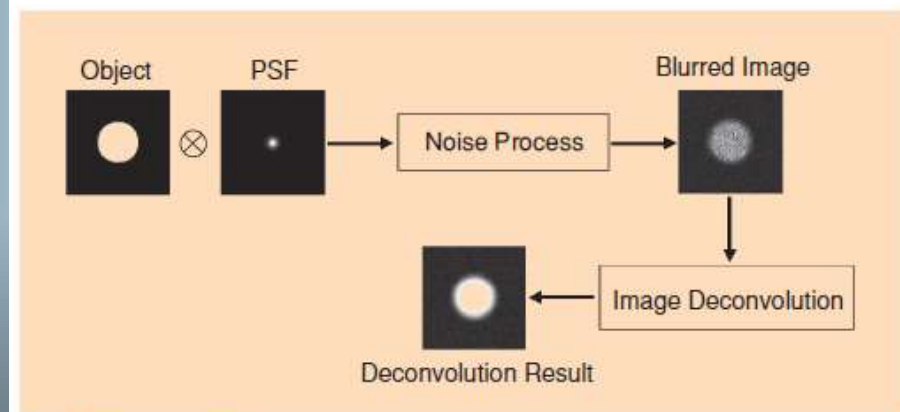 Object
PSF
Blurred Image
⊗
Noise Process
Image Deconvolution
Deconvolution Result